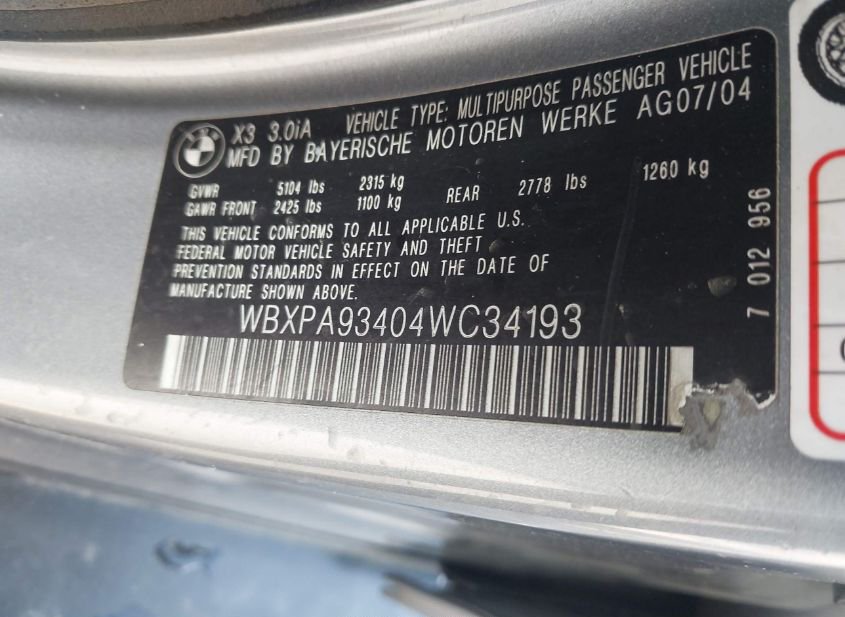 BMW
X3 3.0iA VEHICLE TYPE: MULTIPURPOSE PASSENGER VEHICLE
MFD BY BAYERISCHE MOTOREN WERKE AG07/04
GVWR 5104 lbs 2315 kg
GAWR FRONT 2425 lbs 1100 kg REAR 2778 lbs 1260 kg
THIS VEHICLE CONFORMS TO ALL APPLICABLE U.S.
FEDERAL MOTOR VEHICLE SAFETY AND THEFT
PREVENTION STANDARDS IN EFFECT ON THE DATE OF
MANUFACTURE SHOWN ABOVE.
WBXPA93404WC34193
7 012 956